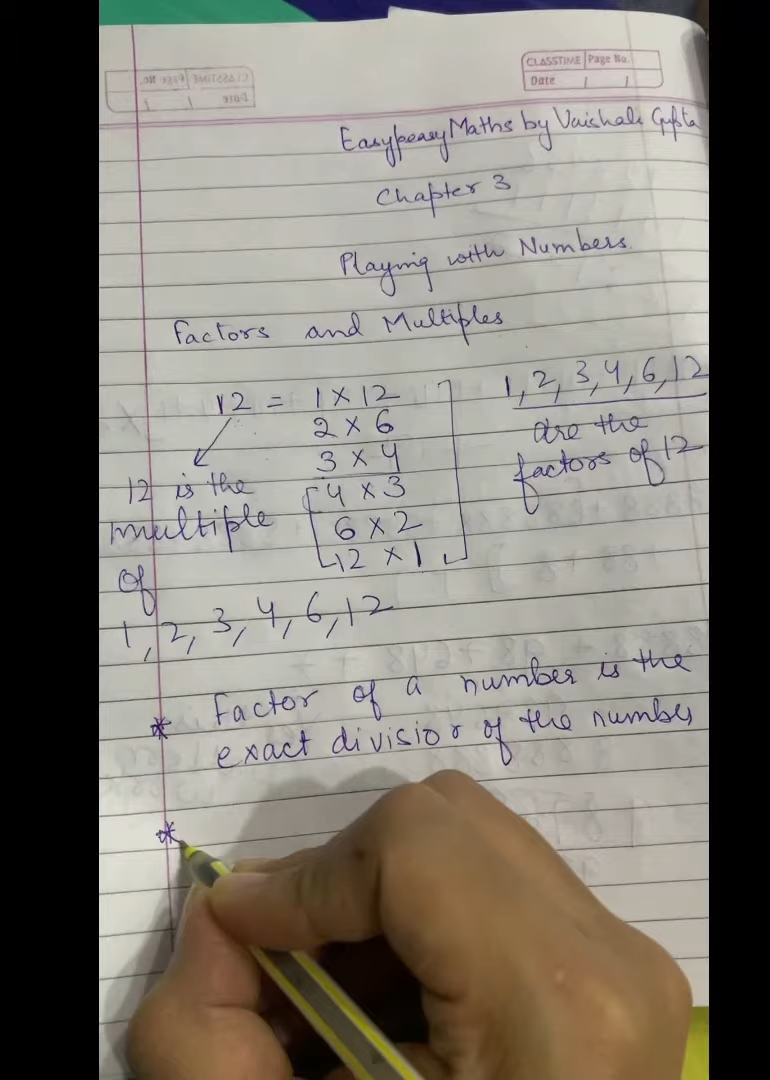 CLASSTIME Page No.
Date / /
Easypeasy Maths by Vaishali Gupta
Chapter 3
Playing with Numbers.
Factors and Multiples
12 = 1 × 12
2 × 6
3 × 4
4 × 3
6 × 2
12 × 1
1, 2, 3, 4, 6, 12
are the
factors of 12
12 is the
multiple
of
1, 2, 3, 4, 6, 12
* Factor of a number is the
exact divisior of the number
*